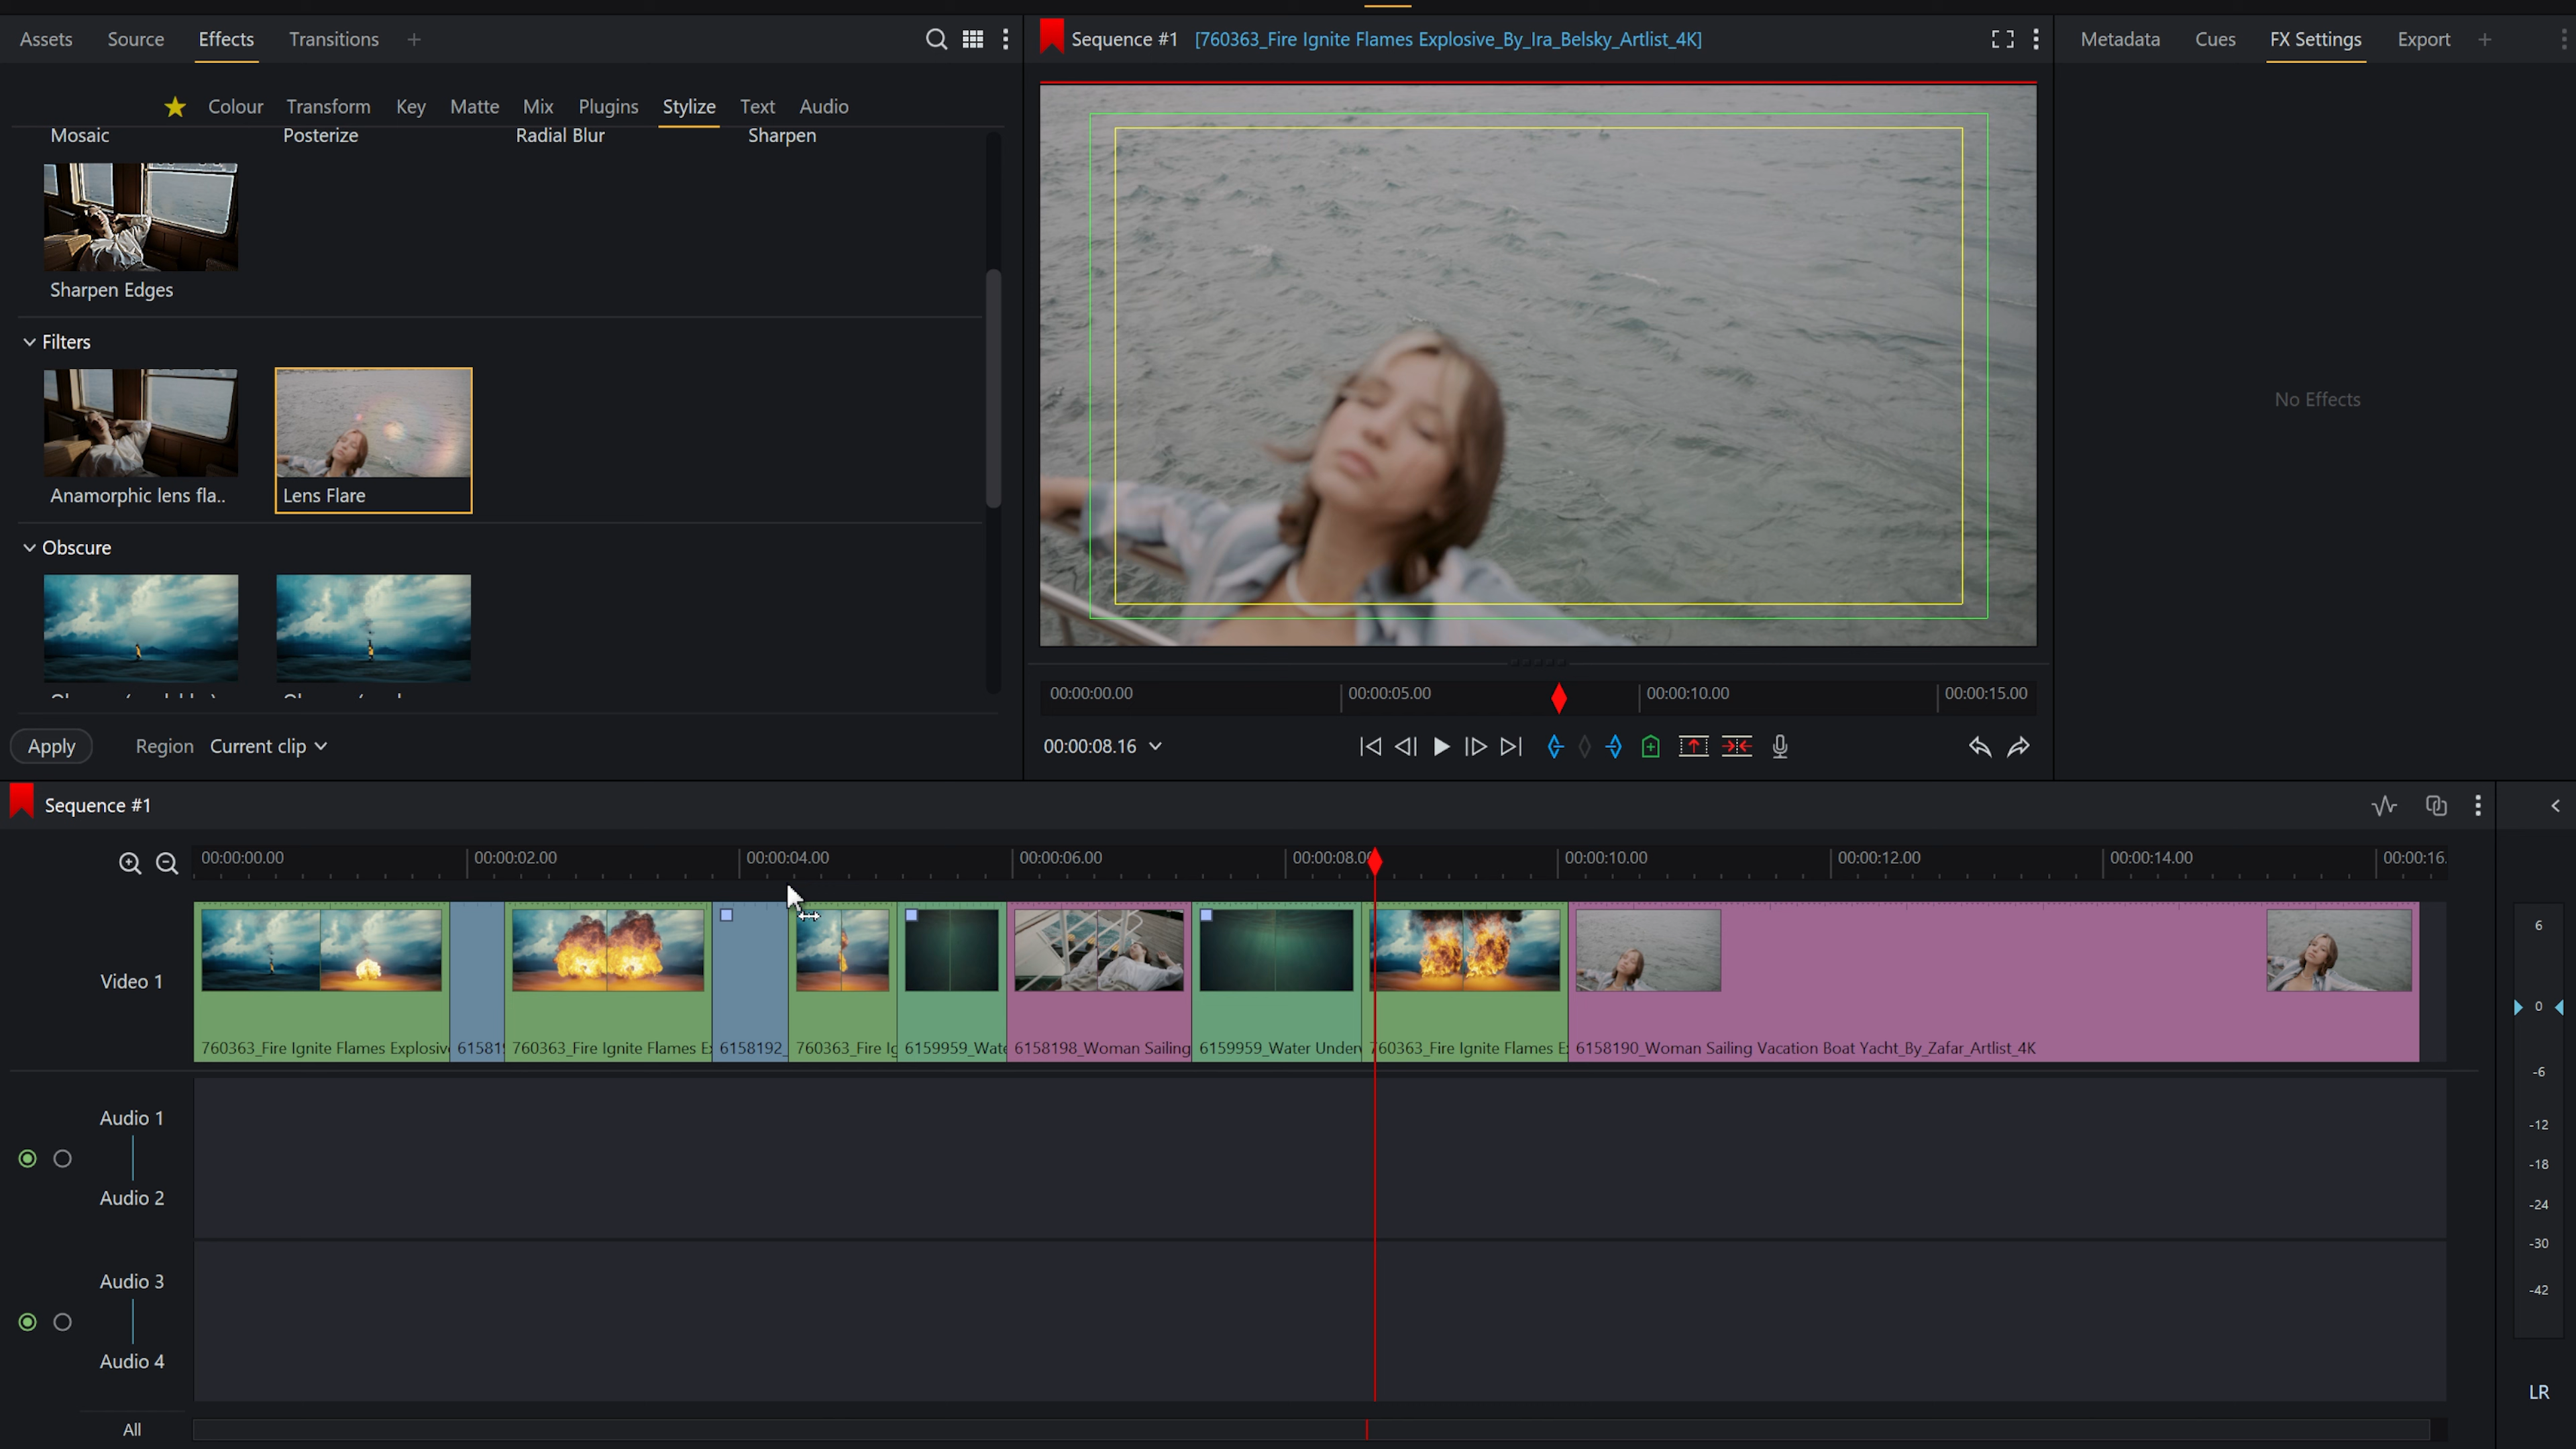 Assets Source Effects Transitions +
Sequence #1 [760363_Fire Ignite Flames Explosive_By_Ira_Belsky_Artlist_4K]
Metadata Cues FX Settings Export +
Colour Transform Key Matte Mix Plugins Stylize Text Audio
Mosaic Posterize Radial Blur Sharpen
Sharpen Edges
Filters
Anamorphic lens fla.. Lens Flare
Obscure
No Effects
Apply Region Current clip
00:00:00.00 00:00:05.00 00:00:10.00 00:00:15.00
00:00:08.16
Sequence #1
00:00:00.00 00:00:02.00 00:00:04.00 00:00:06.00 00:00:08.0 00:00:10.00 00:00:12.00 00:00:14.00 00:00:16.
Video 1
760363_Fire Ignite Flames Explosiv 61581 760363_Fire Ignite Flames E 6158192_ 760363_Fire Ig 6159959_Wate 6158198_Woman Sailing 6159959_Water Underv 760363_Fire Ignite Flames E 6158190_Woman Sailing Vacation Boat Yacht_By_Zafar_Artlist_4K
Audio 1
Audio 2
Audio 3
Audio 4
All
6
0
-6
-12
-18
-24
-30
-42
LR